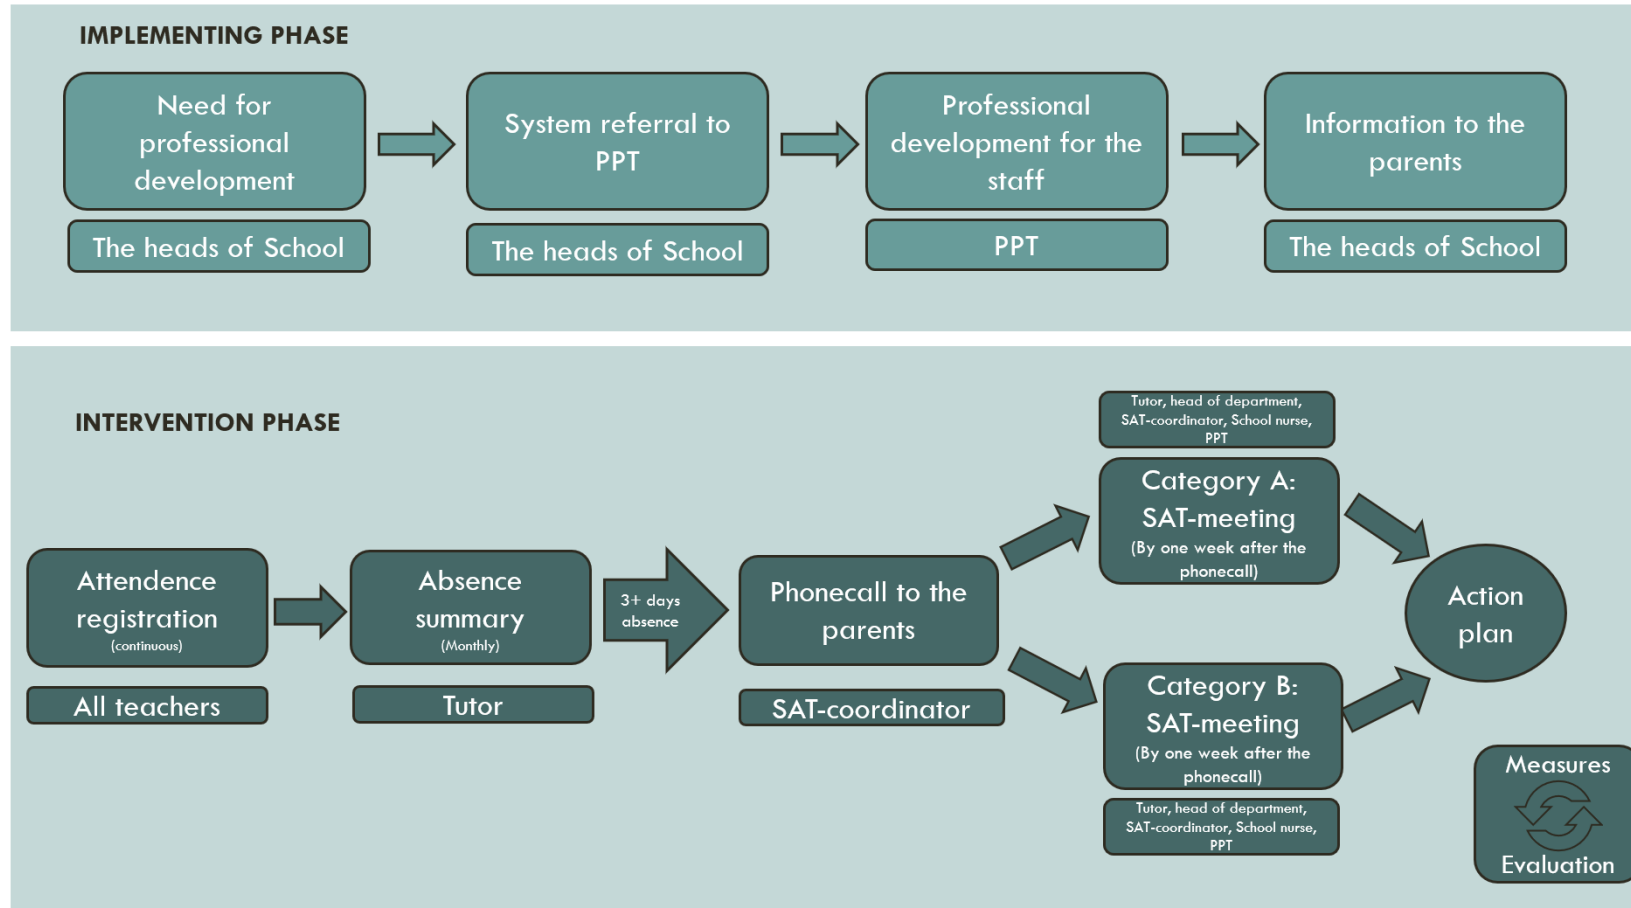 IMPLEMENTING PHASE
Need for
professional
development
The heads of School
System referral to
PPT
The heads of School
Professional
development for the
staff
PPT
Information to the
parents
The heads of School
INTERVENTION PHASE
Attendence
registration
(continuous)
All teachers
Absence
summary
(Monthly)
Tutor
3+ days
absence
Phonecall to the
parents
SAT-coordinator
Tutor, head of department,
SAT-coordinator, School nurse,
PPT
Category A:
SAT-meeting
(By one week after the
phonecall)
Category B:
SAT-meeting
(By one week after the
phonecall)
Tutor, head of department,
SAT-coordinator, School nurse,
PPT
Action
plan
Measures
Evaluation